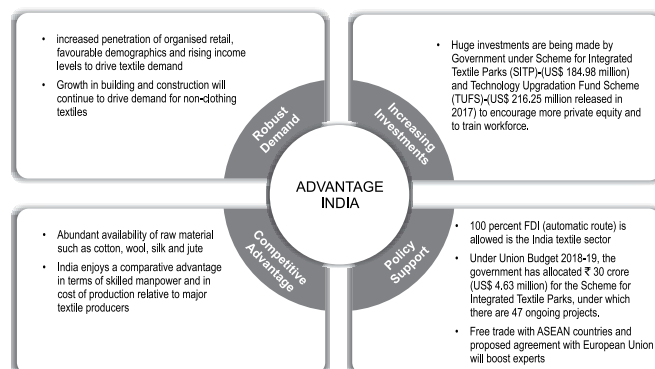 • increased penetration of organised retail,
favourable demographics and rising income
levels to drive textile demand
• Growth in building and construction will
continue to drive demand for non-clothing
textiles
• Huge investments are being made by
Government under Scheme for Integrated
Textile Parks (SITP)-(US$ 184.98 million)
and Technology Upgradation Fund Scheme
(TUFS)-(US$ 216.25 million released in
2017) to encourage more private equity and
to train workforce.
Robust
Demand
Increasing
Investments
ADVANTAGE
INDIA
Competitive
Advantage
Policy
Support
• Abundant availability of raw material
such as cotton, wool, silk and jute
• India enjoys a comparative advantage
in terms of skilled manpower and in
cost of production relative to major
textile producers
• 100 percent FDI (automatic route) is
allowed is the India textile sector
• Under Union Budget 2018-19, the
government has allocated ₹ 30 crore
(US$ 4,63 million) for the Scheme for
Integrated Textile Parks, under which
there are 47 ongoing projects.
• Free trade with ASEAN countries and
proposed agreement with European Union
will boost experts